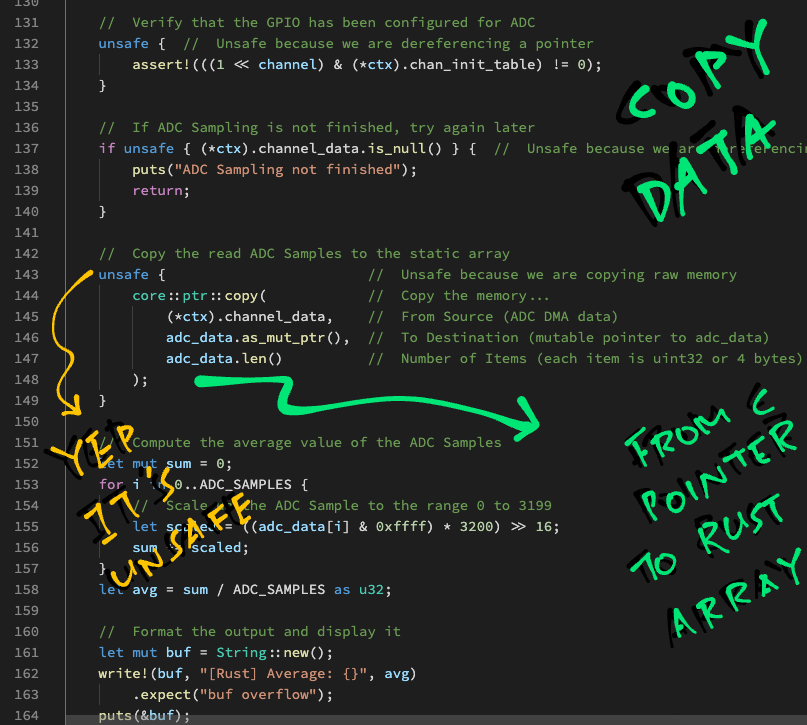 130
131 //  Verify that the GPIO has been configured for ADC
132 unsafe {  //  Unsafe because we are dereferencing a pointer
133     assert!(((1 << channel) & (*ctx).chan_init_table) != 0);
134 }
135
136 //  If ADC Sampling is not finished, try again later
137 if unsafe { (*ctx).channel_data.is_null() } {  //  Unsafe because we
138     puts("ADC Sampling not finished");
139     return;
140 }
141
142 //  Copy the read ADC Samples to the static array
143 unsafe {                          //  Unsafe because we are copying raw memory
144     core::ptr::copy(              //  Copy the memory...
145         (*ctx).channel_data,      //  From Source (ADC DMA data)
146         adc_data.as_mut_ptr(),    //  To Destination (mutable pointer to adc_data)
147         adc_data.len()            //  Number of Items (each item is uint32 or 4 bytes)
148     );
149 }
150
151 Compute the average value of the ADC Samples
152 let mut sum = 0;
153 for i in 0..ADC_SAMPLES {
154     //  Scale the ADC Sample to the range 0 to 3199
155     let scaled = ((adc_data[i] & 0xffff) * 3200) >> 16;
156     sum += scaled;
157 }
158 let avg = sum / ADC_SAMPLES as u32;
159
160 //  Format the output and display it
161 let mut buf = String::new();
162 write!(buf, "[Rust] Average: {}", avg)
163     .expect("buf overflow");
164 puts(&buf);
COPY
DATA
YEP
IT'S
UNSAFE
FROM C
POINTER
TO RUST
ARRAY